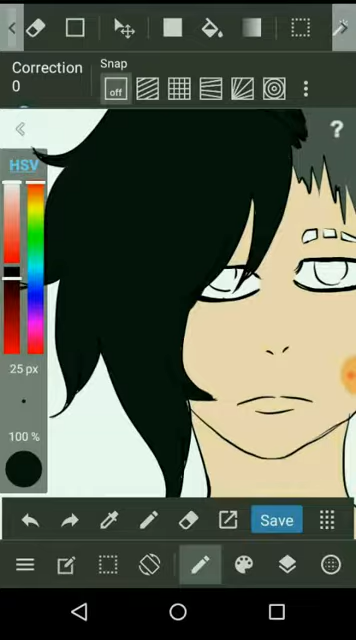 Correction
0
Snap
off
?
HSV
25 px
100 %
Save